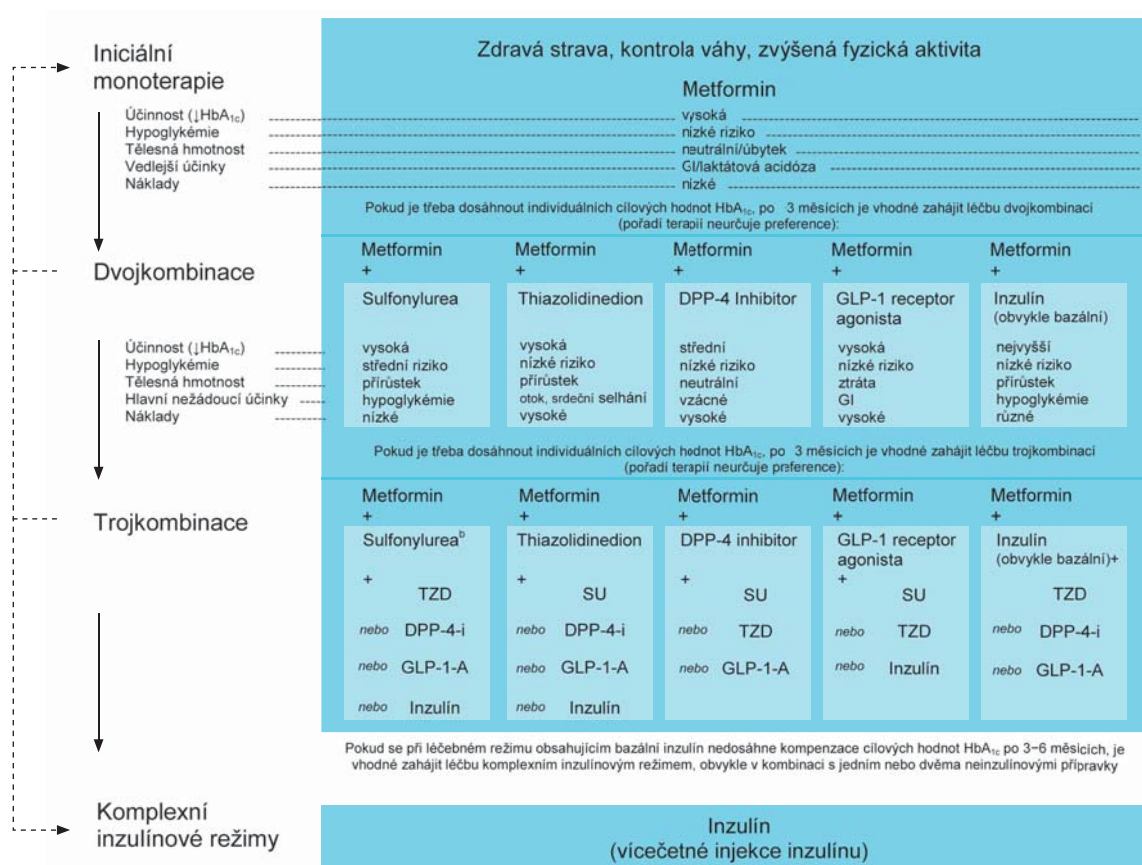 Iniciální
monoterapie
Zdravá strava, kontrola váhy, zvýšená fyzická aktivita
Metformin
Účinnost (↓HbA1c) vysoká
Hypoglykémie nízké riziko
Tělesná hmotnost neutrální/úbytek
Vedlejší účinky GI/laktátová acidóza
Náklady nízké
Pokud je třeba dosáhnout individuálních cílových hodnot HbA1c, po 3 měsících je vhodné zahájit léčbu dvojkombinací
(pořadí terapií neurčuje preference):
Dvojkombinace
Metformin Metformin Metformin Metformin Metformin
+ + + + +
Sulfonylurea Thiazolidinedion DPP-4 Inhibitor GLP-1 receptor Inzulín
agonista (obvykle bazální)
Účinnost (↓HbA1c) vysoká vysoká střední vysoká nejvyšší
Hypoglykémie střední riziko nízké riziko nízké riziko nízké riziko nízké riziko
Tělesná hmotnost přírůstek přírůstek neutrální ztráta přírůstek
Hlavní nežádoucí účinky hypoglykémie otok, srdeční selhání vzácné GI hypoglykémie
Náklady nízké vysoké vysoké vysoké různé
Pokud je třeba dosáhnout individuálních cílových hodnot HbA1c, po 3 měsících je vhodné zahájit léčbu trojkombinací
(pořadí terapií neurčuje preference):
Trojkombinace
Metformin Metformin Metformin Metformin Metformin
+ + + + +
Sulfonylurea^b Thiazolidinedion DPP-4 inhibitor GLP-1 receptor Inzulín
agonista (obvykle bazální)+
+ + + +
TZD SU SU SU TZD
nebo DPP-4-i nebo DPP-4-i nebo TZD nebo TZD nebo DPP-4-i
nebo GLP-1-A nebo GLP-1-A nebo GLP-1-A nebo Inzulín nebo GLP-1-A
nebo Inzulín nebo Inzulín
Pokud se při léčebném režimu obsahujícím bazální inzulín nedosáhne kompenzace cílových hodnot HbA1c po 3–6 měsících, je
vhodné zahájit léčbu komplexním inzulínovým režimem, obvykle v kombinaci s jedním nebo dvěma neinzulínovými přípravky
Komplexní
inzulínové režimy
Inzulín
(vícečetné injekce inzulínu)